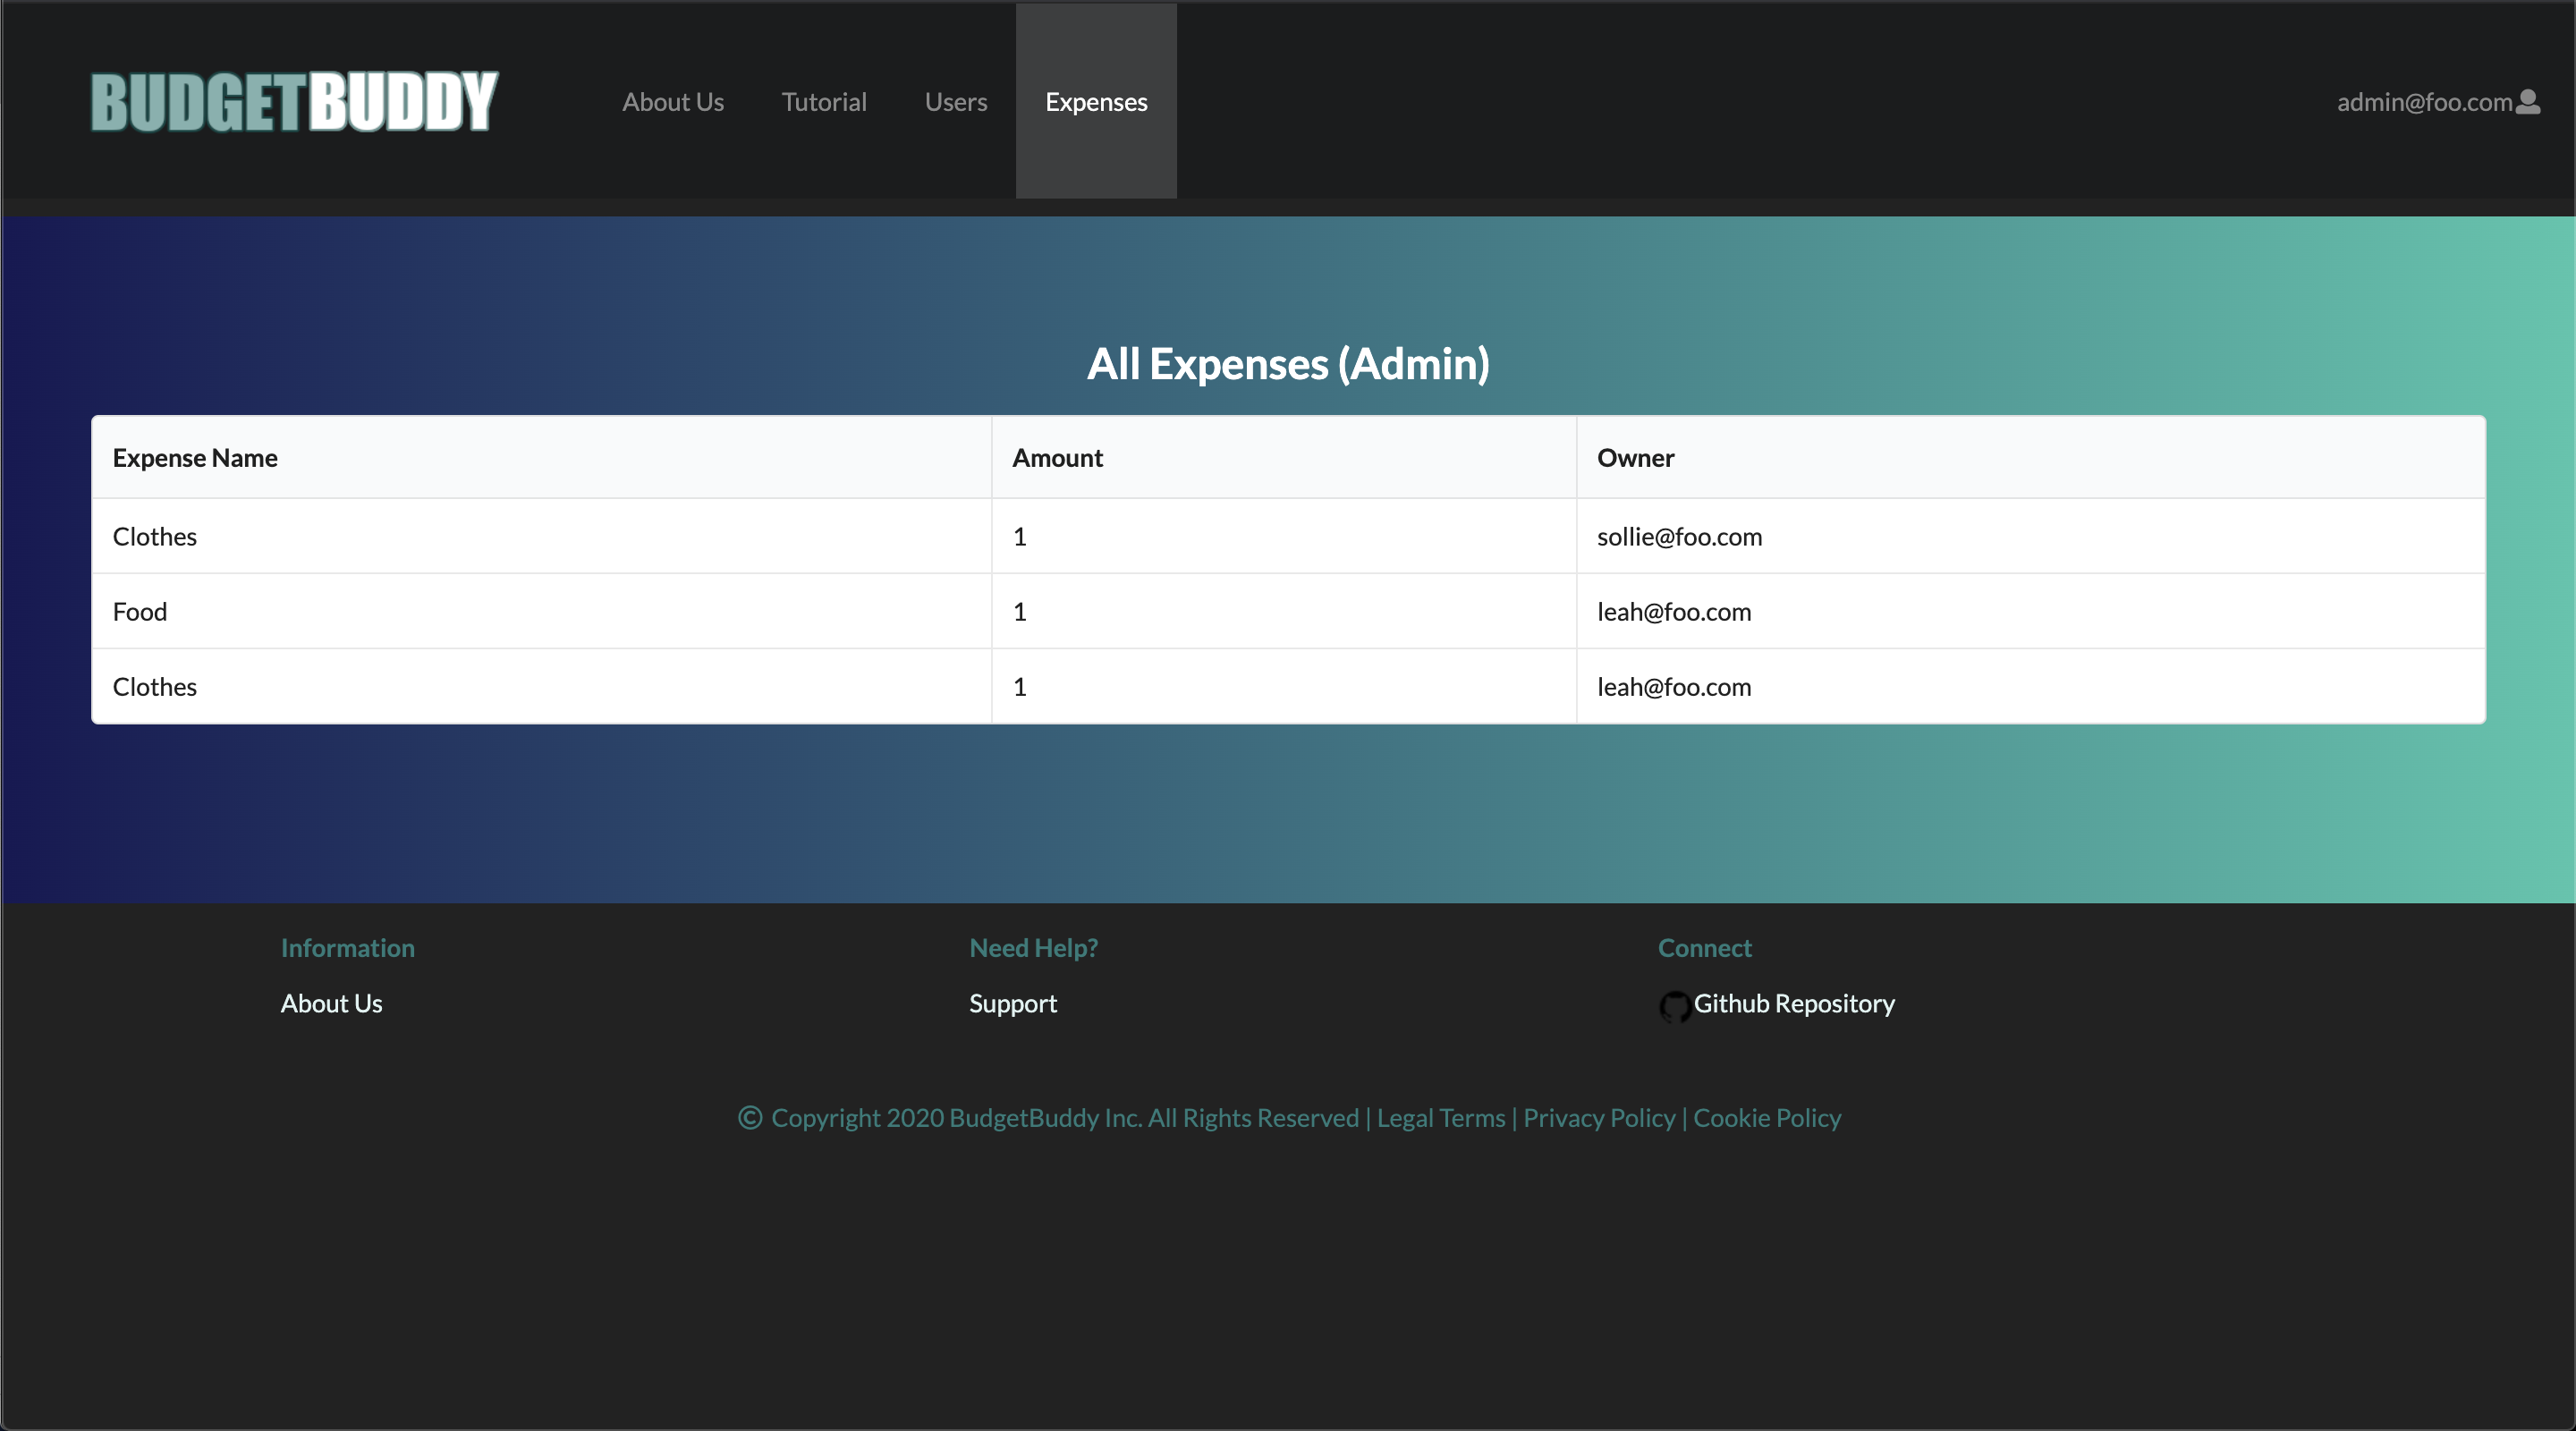 BUDGETBUDDY About Us Tutorial Users Expenses admin@foo.com
All Expenses (Admin)
Expense Name Amount Owner
Clothes 1 sollie@foo.com
Food 1 leah@foo.com
Clothes 1 leah@foo.com
Information Need Help? Connect
About Us Support Github Repository
© Copyright 2020 BudgetBuddy Inc. All Rights Reserved | Legal Terms | Privacy Policy | Cookie Policy